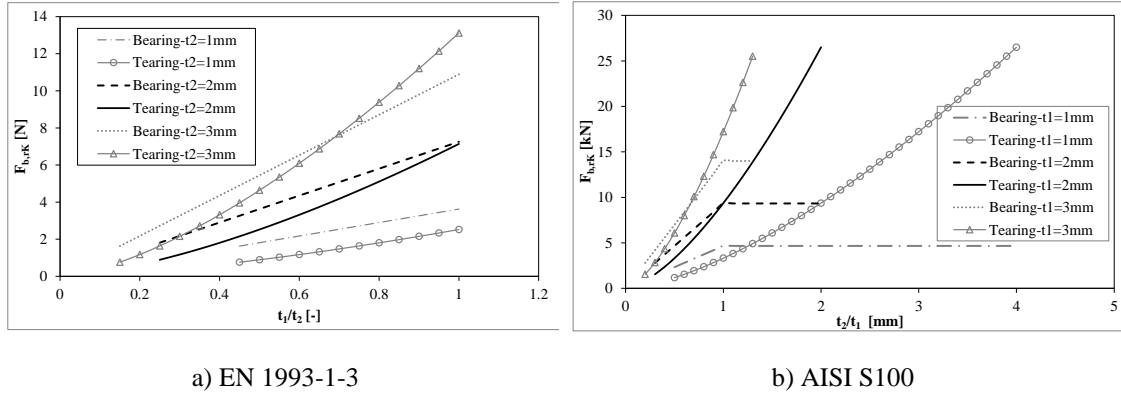 14
12
10
8
6
4
2
0
F_b,rK [N]
Bearing-t2=1mm
Tearing-t2=1mm
Bearing-t2=2mm
Tearing-t2=2mm
Bearing-t2=3mm
Tearing-t2=3mm
0 0.2 0.4 0.6 0.8 1 1.2
t₁/t₂ [-]
a) EN 1993-1-3
30
25
20
15
10
5
0
F_b,rK [kN]
Bearing-t1=1mm
Tearing-t1=1mm
Bearing-t1=2mm
Tearing-t1=2mm
Bearing-t1=3mm
Tearing-t1=3mm
0 1 2 3 4 5
t₂/t₁ [mm]
b) AISI S100